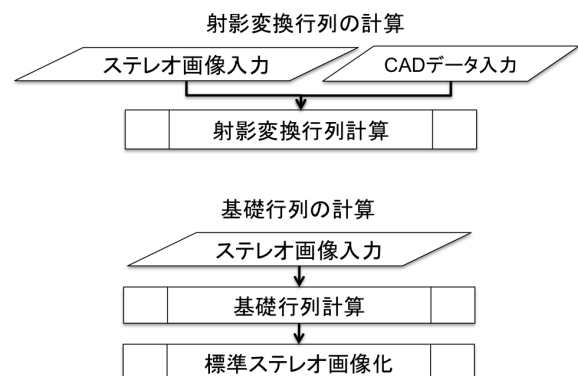 射影変換行列の計算
ステレオ画像入力
CADデータ入力
射影変換行列計算
基礎行列の計算
ステレオ画像入力
基礎行列計算
標準ステレオ画像化